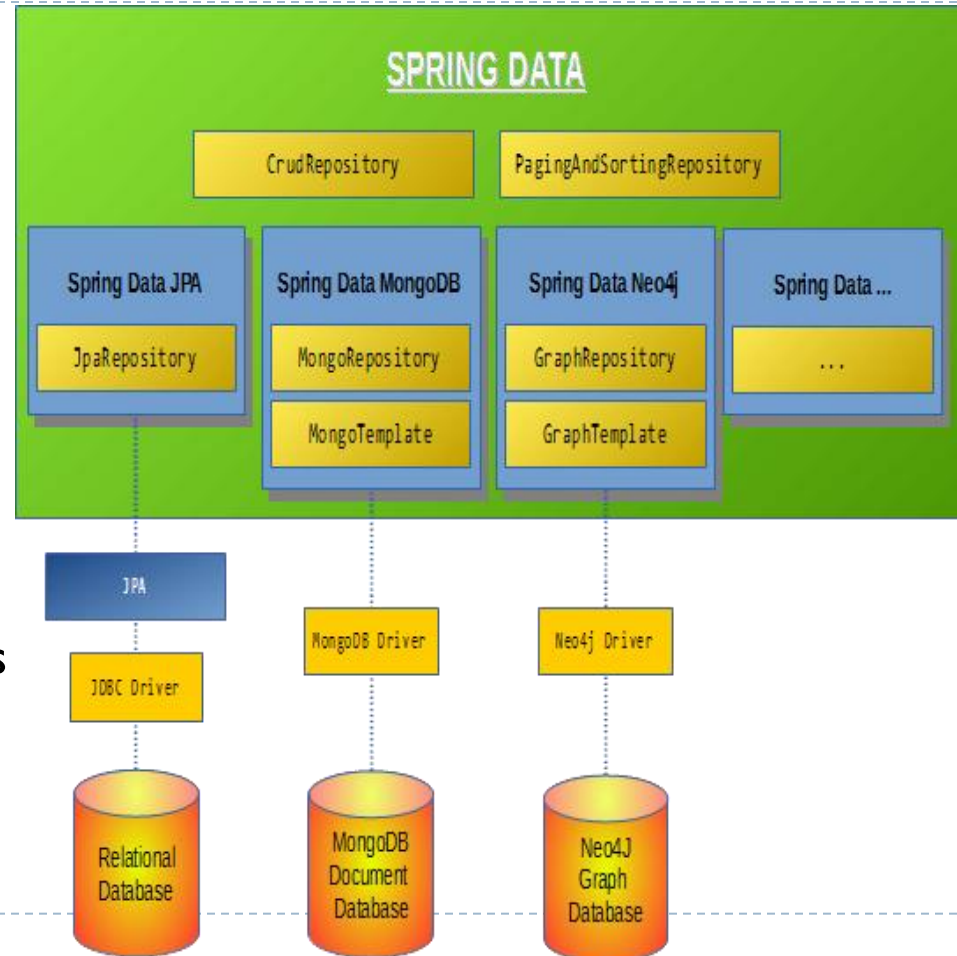 SPRING DATA
CrudRepository
PagingAndSortingRepository
Spring Data JPA
Spring Data MongoDB
Spring Data Neo4j
Spring Data ...
JpaRepository
MongoRepository
GraphRepository
...
MongoTemplate
GraphTemplate
JPA
MongoDB Driver
Neo4j Driver
s
JDBC Driver
Relational
Database
MongoDB
Document
Database
Neo4J
Graph
Database